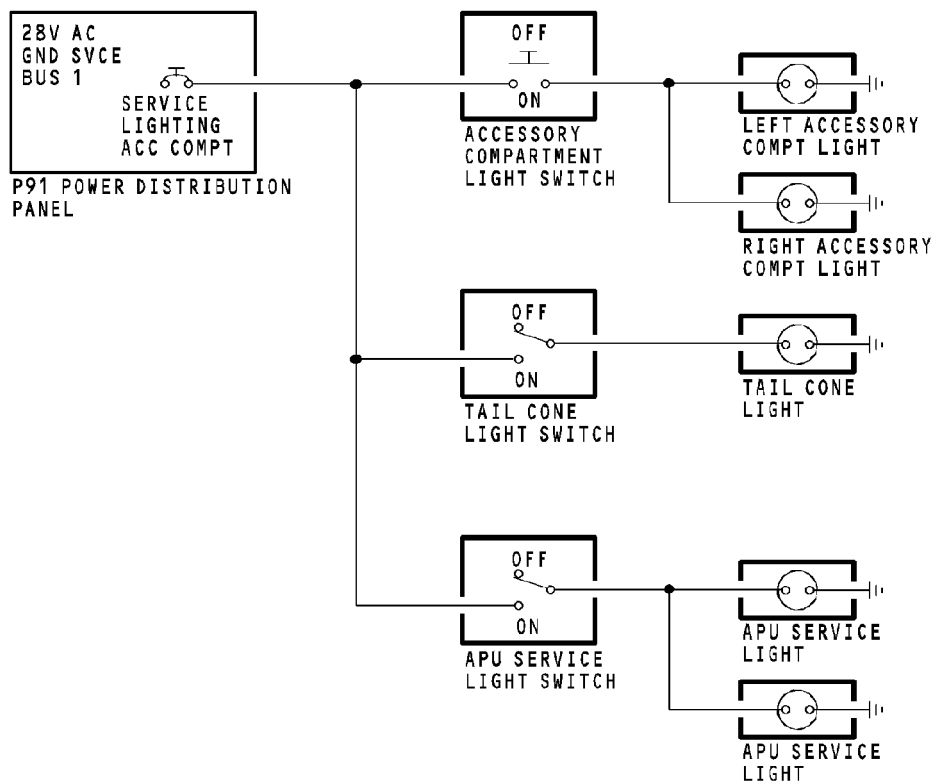 28V AC
GND SVCE
BUS 1
SERVICE
LIGHTING
ACC COMPT
P91 POWER DISTRIBUTION
PANEL
OFF
ON
ACCESSORY
COMPARTMENT
LIGHT SWITCH
LEFT ACCESSORY
COMPT LIGHT
RIGHT ACCESSORY
COMPT LIGHT
OFF
ON
TAIL CONE
LIGHT SWITCH
TAIL CONE
LIGHT
OFF
ON
APU SERVICE
LIGHT SWITCH
APU SERVICE
LIGHT
APU SERVICE
LIGHT